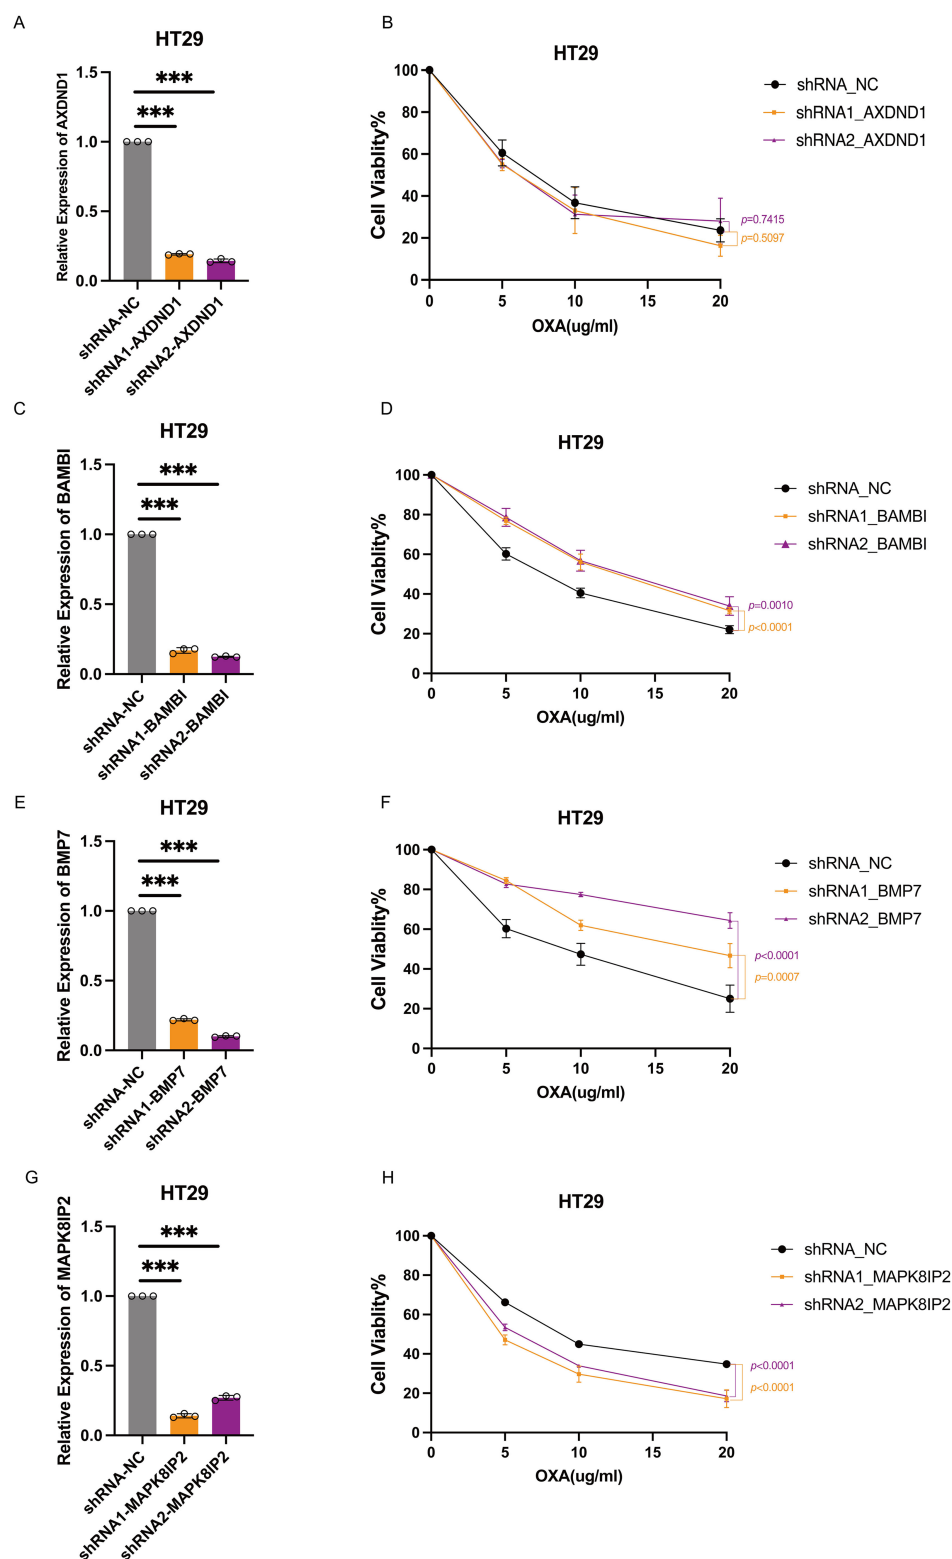 A
HT29
Relative Expression of AXDND1
1.5
1.0
0.5
0.0
***
***
shRNA-NC
shRNA1-AXDND1
shRNA2-AXDND1
B
HT29
Cell Viablity%
100
80
60
40
20
0
0 5 10 15 20
OXA(ug/ml)
shRNA_NC
shRNA1_AXDND1
shRNA2_AXDND1
p=0.7415
p=0.5097
C
HT29
Relative Expression of BAMBI
1.5
1.0
0.5
0.0
***
***
shRNA-NC
shRNA1-BAMBI
shRNA2-BAMBI
D
HT29
Cell Viablity%
100
80
60
40
20
0
0 5 10 15 20
OXA(ug/ml)
shRNA_NC
shRNA1_BAMBI
shRNA2_BAMBI
p=0.0010
p<0.0001
E
HT29
Relative Expression of BMP7
1.5
1.0
0.5
0.0
***
***
shRNA-NC
shRNA1-BMP7
shRNA2-BMP7
F
HT29
Cell Viablity%
100
80
60
40
20
0
0 5 10 15 20
OXA(ug/ml)
shRNA_NC
shRNA1_BMP7
shRNA2_BMP7
p<0.0001
p=0.0007
G
HT29
Relative Expression of MAPK8IP2
1.5
1.0
0.5
0.0
***
***
shRNA-NC
shRNA1-MAPK8IP2
shRNA2-MAPK8IP2
H
HT29
Cell Viablity%
100
80
60
40
20
0
0 5 10 15 20
OXA(ug/ml)
shRNA_NC
shRNA1_MAPK8IP2
shRNA2_MAPK8IP2
p<0.0001
p<0.0001